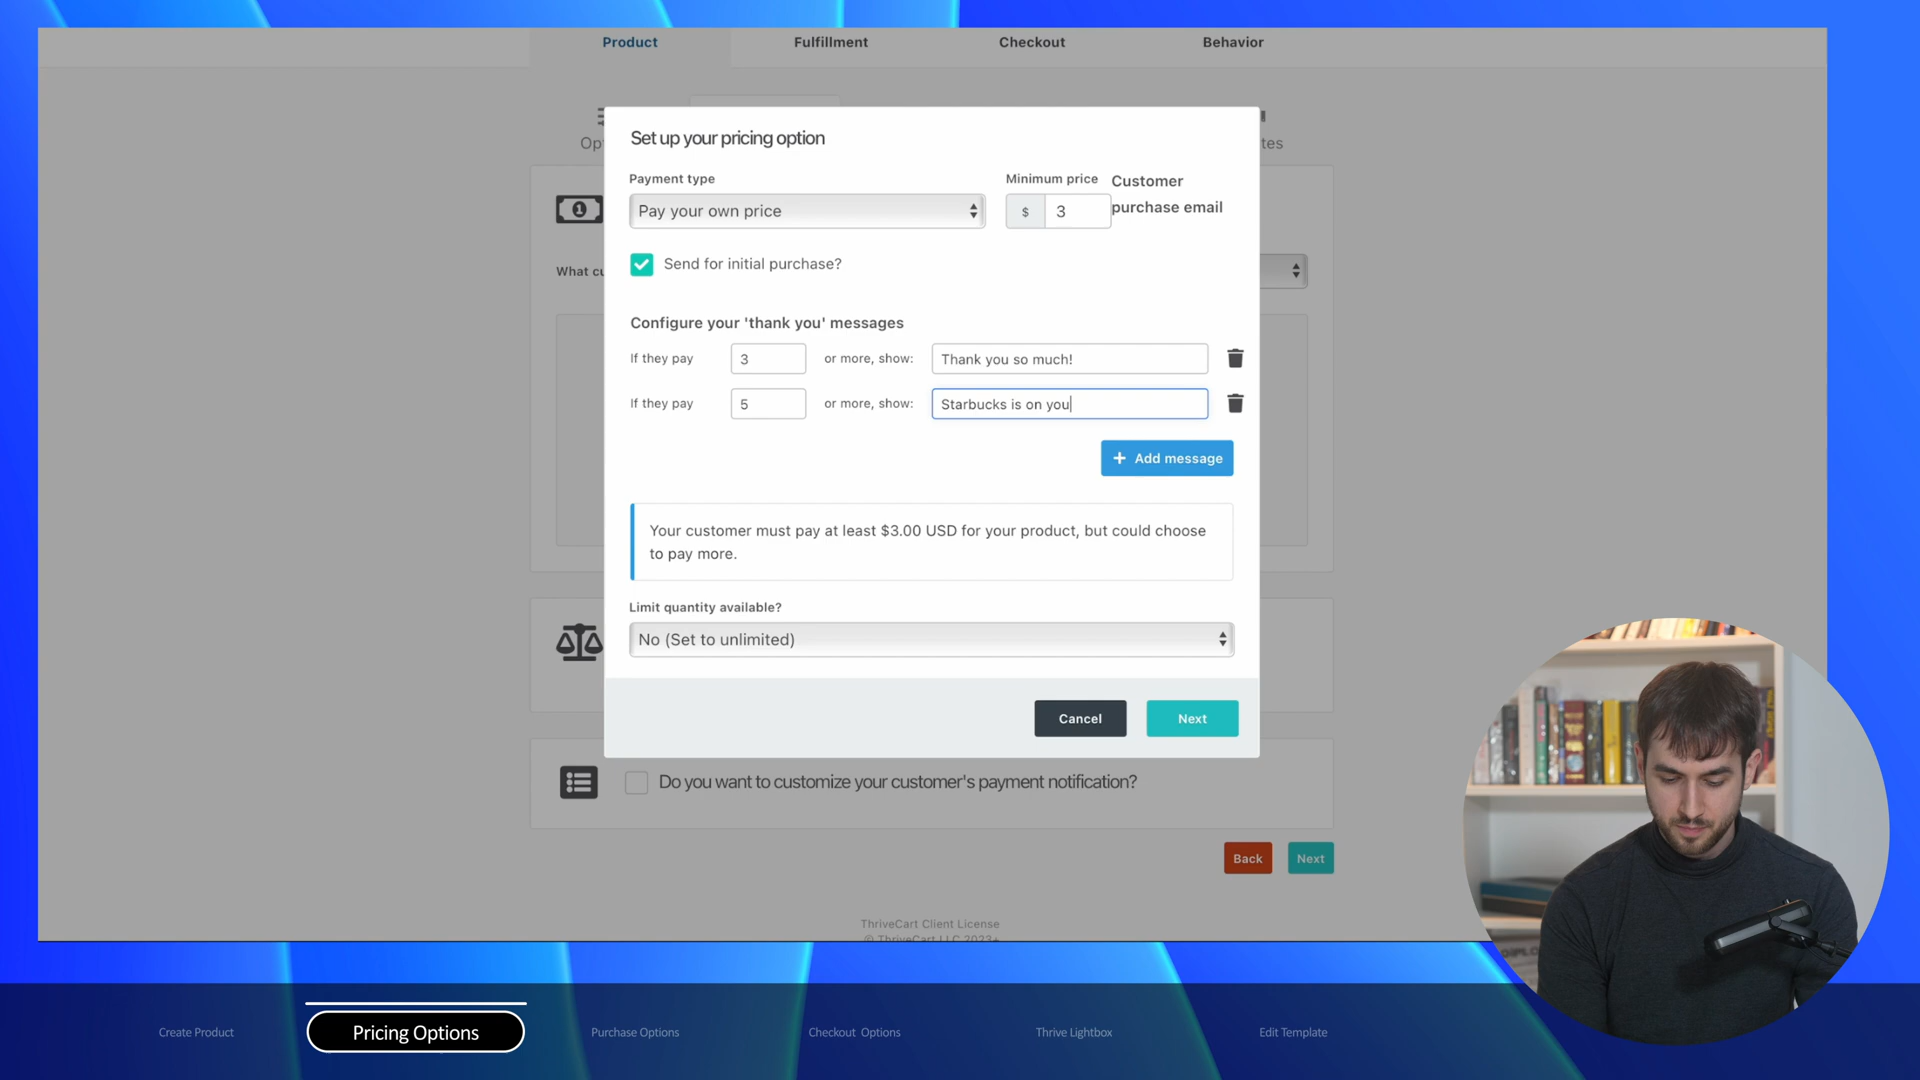 Product
Fulfillment
Checkout
Behavior
Op
tes
Set up your pricing option
Payment type
Minimum price
Customer
purchase email
Pay your own price
$
3
What cu
Send for initial purchase?
Configure your 'thank you' messages
If they pay
3
or more, show:
Thank you so much!
If they pay
5
or more, show:
Starbucks is on you
+ Add message
Your customer must pay at least $3.00 USD for your product, but could choose
to pay more.
Limit quantity available?
No (Set to unlimited)
Cancel
Next
Do you want to customize your customer's payment notification?
Back
Next
ThriveCart Client License
© ThriveCart LLC 2023+
Create Product
Pricing Options
Purchase Options
Checkout Options
Thrive Lightbox
Edit Template